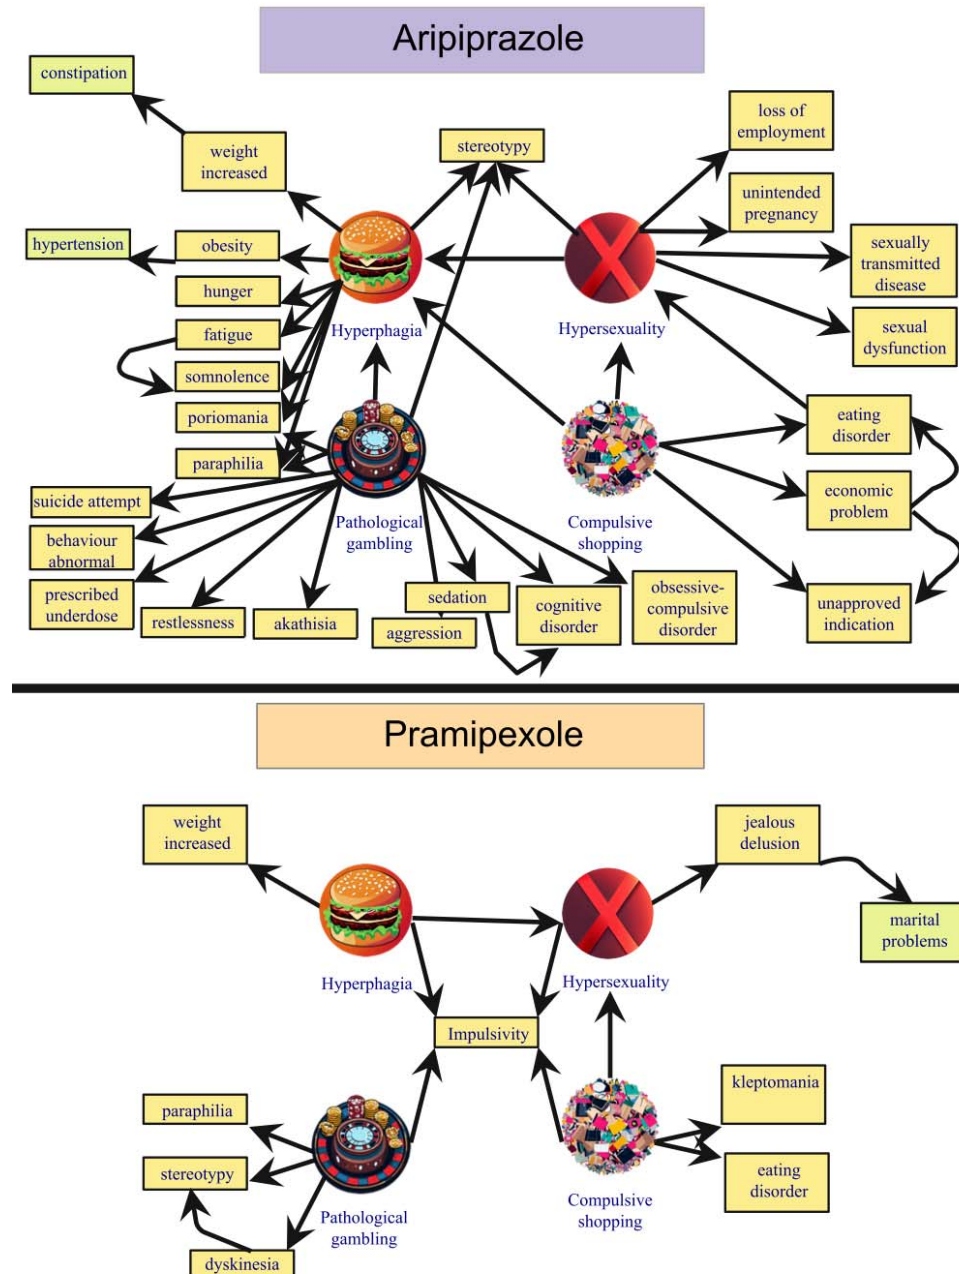 Aripiprazole
constipation
weight
increased
stereotypy
loss of
employment
unintended
pregnancy
hypertension
obesity
sexually
transmitted
disease
hunger
fatigue
Hyperphagia
Hypersexuality
sexual
dysfunction
somnolence
poriomania
eating
disorder
paraphilia
suicide attempt
Pathological
gambling
Compulsive
shopping
economic
problem
behaviour
abnormal
prescribed
underdose
restlessness
akathisia
sedation
aggression
cognitive
disorder
obsessive-
compulsive
disorder
unapproved
indication
Pramipexole
weight
increased
jealous
delusion
marital
problems
Hyperphagia
Hypersexuality
Impulsivity
paraphilia
kleptomania
stereotypy
eating
disorder
Pathological
gambling
Compulsive
shopping
dyskinesia